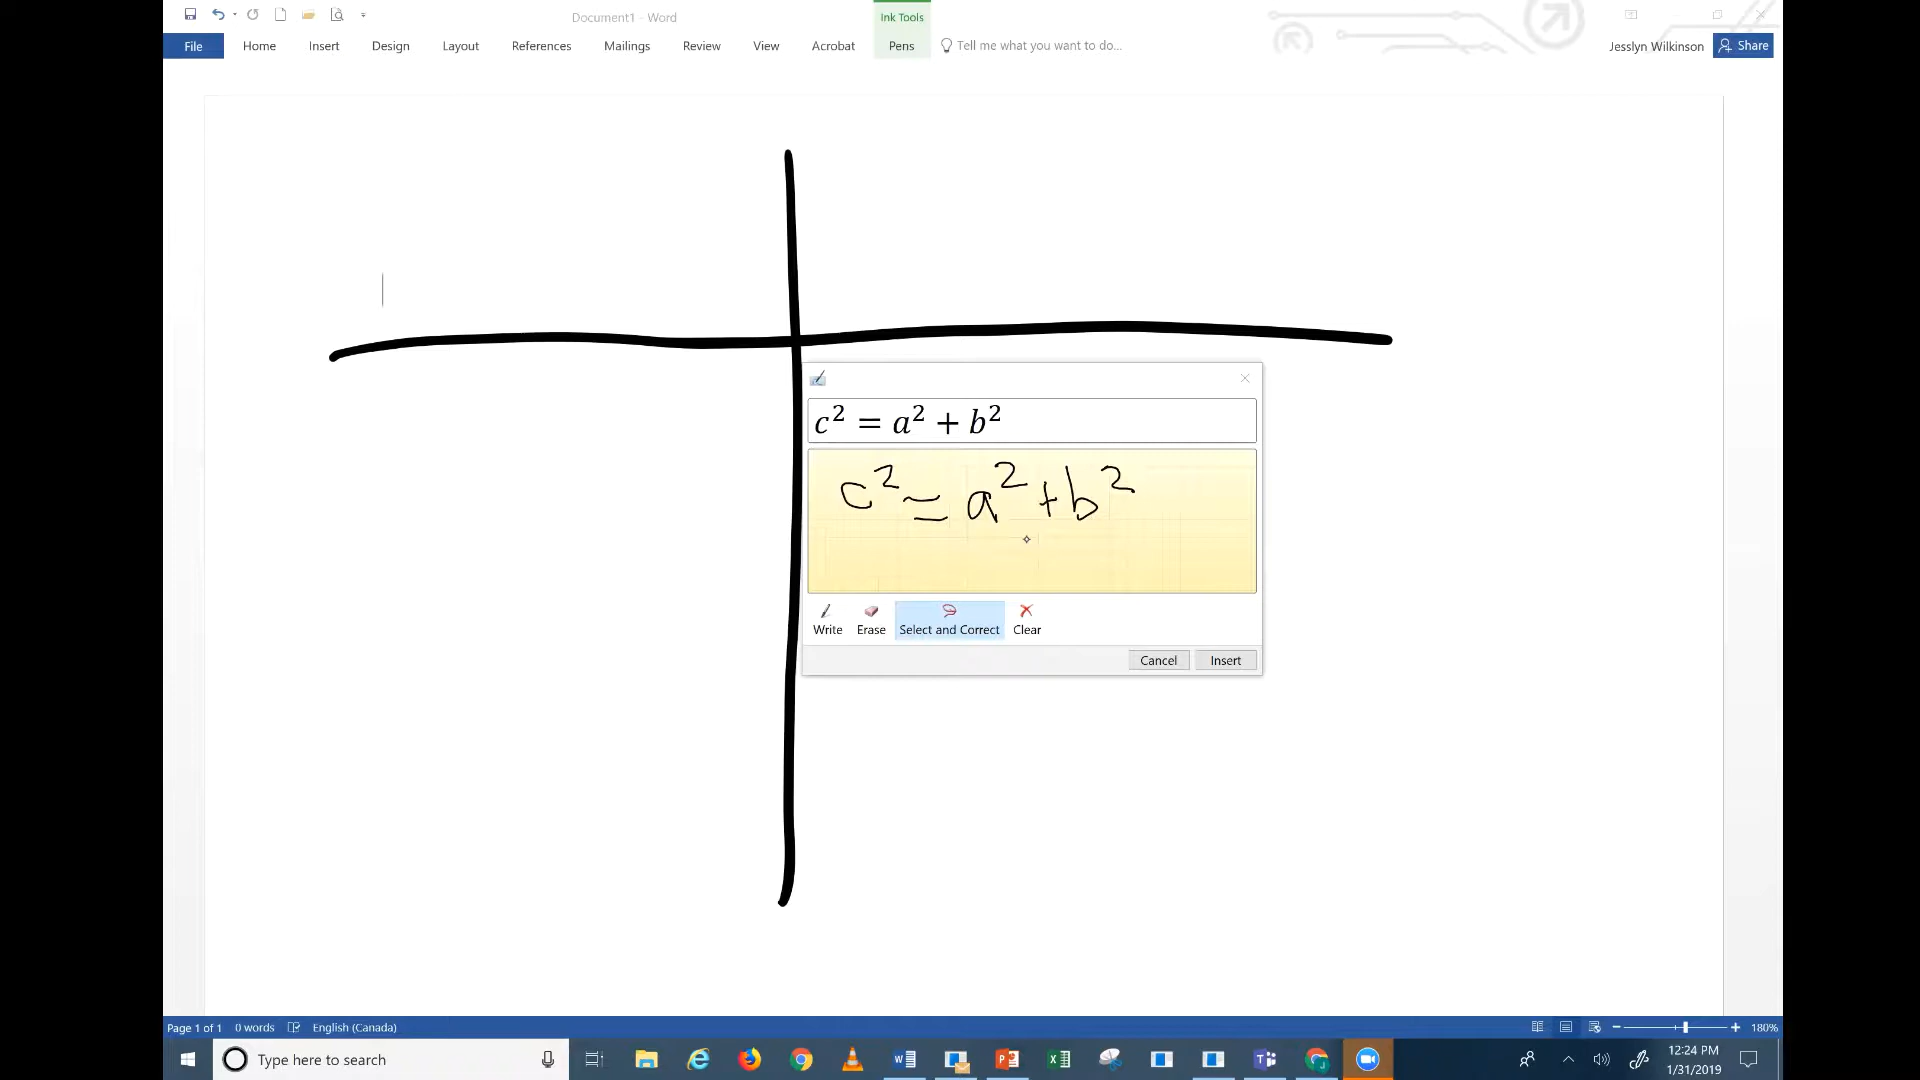 Document1 - Word
Ink Tools
File Home Insert Design Layout References Mailings Review View Acrobat Pens Tell me what you want to do... Jesslyn Wilkinson Share
c² = a² + b²
c² = a² + b²
Write Erase Select and Correct Clear
Cancel Insert
Page 1 of 1 0 words English (Canada) 180%
Type here to search
12:24 PM
1/31/2019